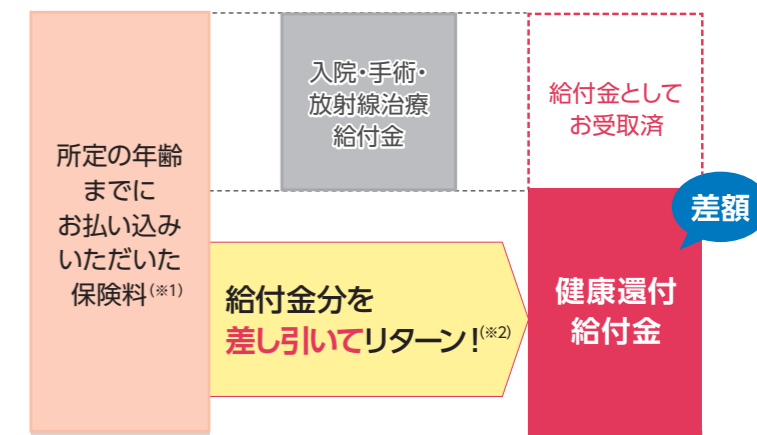 所定の年齢
までに
お払い込み
いただいた
保険料(※1)
入院・手術・
放射線治療
給付金
給付金として
お受取済
差額
給付金分を
差し引いてリターン!(※2)
健康還付
給付金